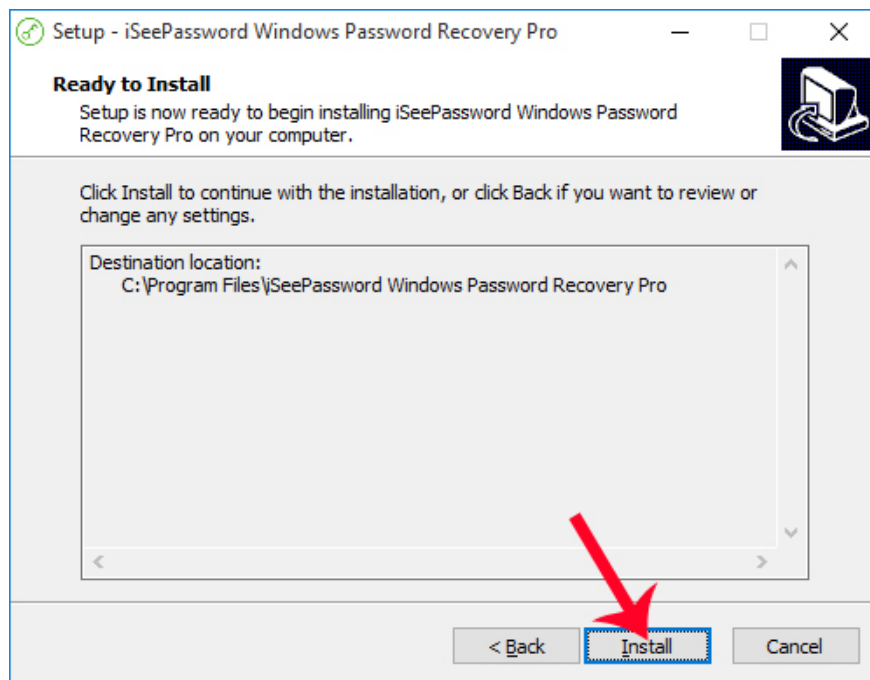 Setup - iSeePassword Windows Password Recovery Pro
Ready to Install
Setup is now ready to begin installing iSeePassword Windows Password
Recovery Pro on your computer.
Click Install to continue with the installation, or click Back if you want to review or
change any settings.
Destination location:
C:\Program Files\iSeePassword Windows Password Recovery Pro
< Back
Install
Cancel